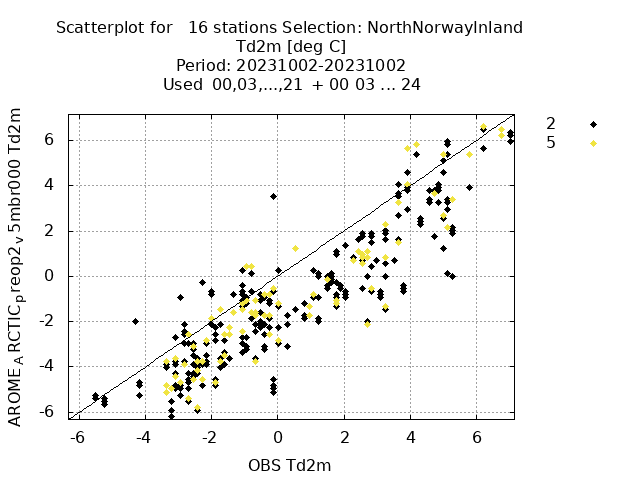 Scatterplot for 16 stations Selection: NorthNorwayInland
Td2m [deg C]
Period: 20231002-20231002
Used 00,03,...,21 + 00 03 ... 24
2
5
AROME_ARCTIC_preop2_v5mbr000 Td2m
6
4
2
0
-2
-4
-6
-6 -4 -2 0 2 4 6
OBS Td2m